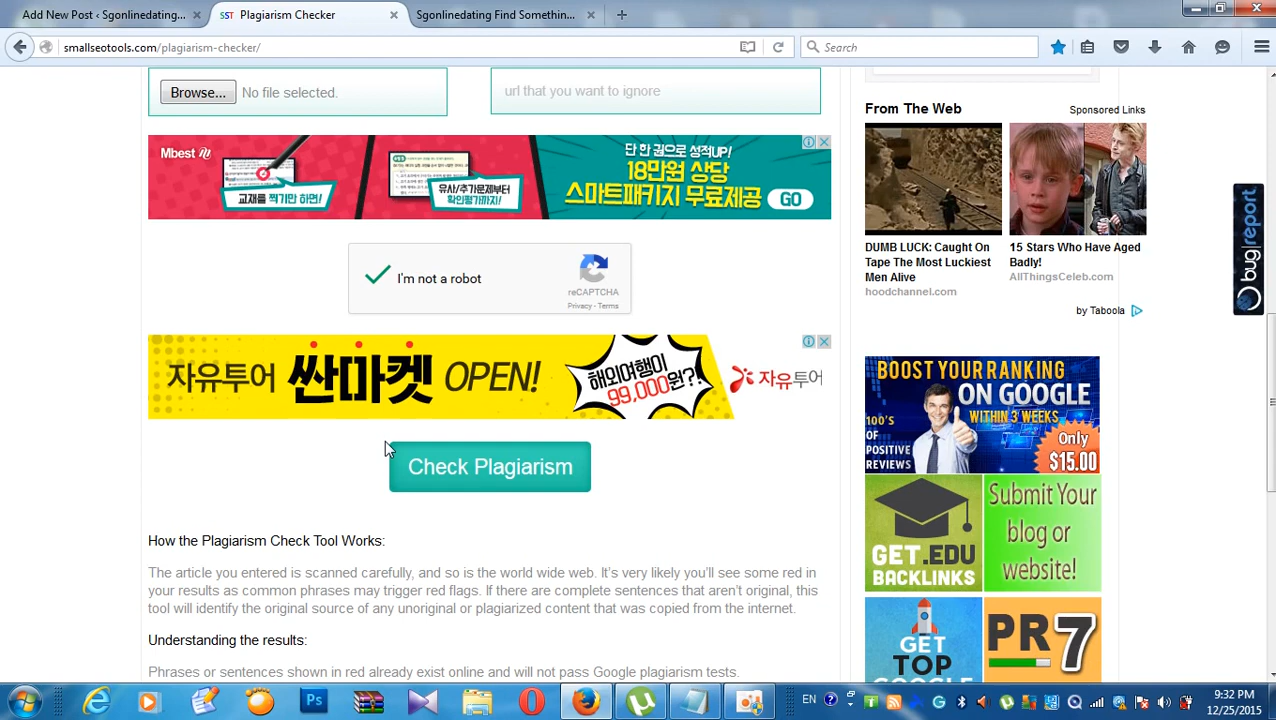 Add New Post ‹ Sgonlinedating...
SST Plagiarism Checker
Sgonlinedating Find Somethin...
smallseotools.com/plagiarism-checker/
Search
Browse... No file selected.
url that you want to ignore
Mbest
교재를 찍기만 하면!
유사/추가문제부터
확인평가까지!
단 한 권으로 성적UP!
18만원 상당
스마트패키지 무료제공 GO
I'm not a robot
reCAPTCHA
Privacy - Terms
자유투어 싼마켓 OPEN!
해외여행이
99,000원?!
자유투어
Check Plagiarism
How the Plagiarism Check Tool Works:
The article you entered is scanned carefully, and so is the world wide web. It's very likely you'll see some red in
your results as common phrases may trigger red flags. If there are complete sentences that aren't original, this
tool will identify the original source of any unoriginal or plagiarized content that was copied from the internet.
Understanding the results:
Phrases or sentences shown in red already exist online and will not pass Google plagiarism tests.
From The Web
Sponsored Links
DUMB LUCK: Caught On
Tape The Most Luckiest
Men Alive
hoodchannel.com
15 Stars Who Have Aged
Badly!
AllThingsCeleb.com
by Taboola
bug report
BOOST YOUR RANKING
ON GOOGLE
WITHIN 3 WEEKS
100'S
OF
POSITIVE
REVIEWS
Only
$15.00
GET.EDU
BACKLINKS
Submit Your
blog or
website!
GET
TOP
GOOGLE
PR 7
Ps
EN
9:32 PM
12/25/2015